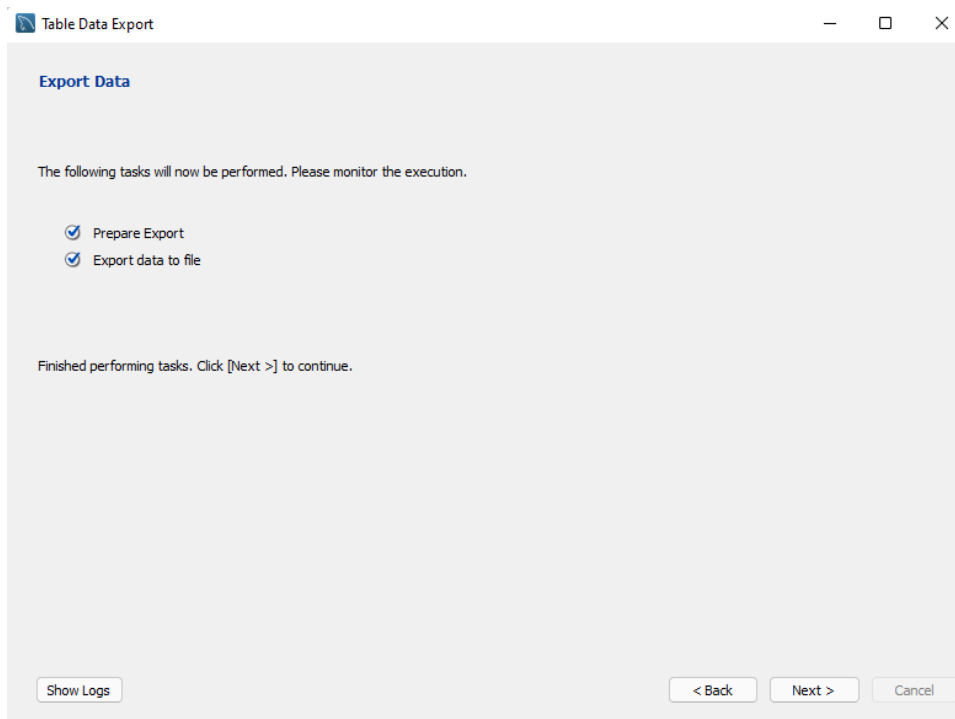 Table Data Export
Export Data
The following tasks will now be performed. Please monitor the execution.
Prepare Export
Export data to file
Finished performing tasks. Click [Next >] to continue.
Show Logs
< Back
Next >
Cancel